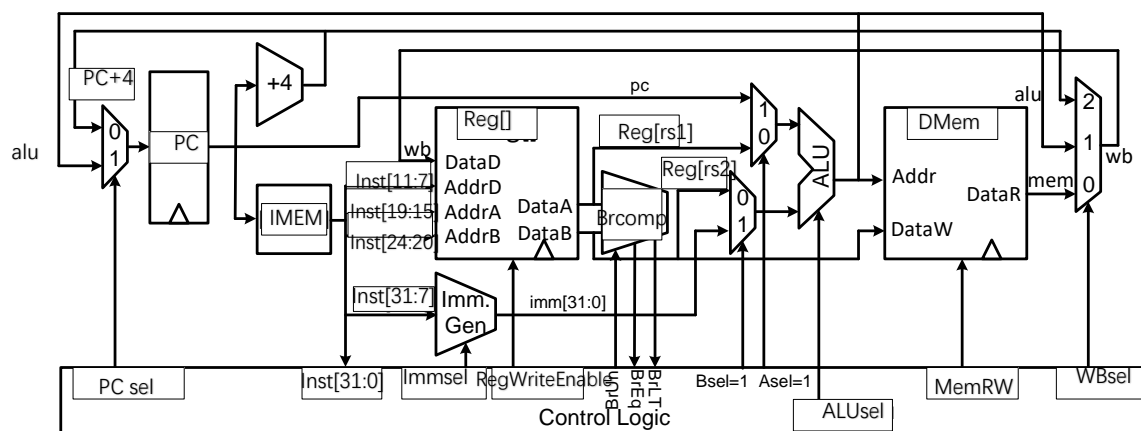 +4
PC+4
pc
alu
2
Reg[]
1
Reg[rs1]
DMem
0
PC
alu
1
wb
0
Reg[rs2]
ALU
1
wb
DataD
Inst[11:7]
AddrD
Addr
mem
0
IMEM
Inst[19:15]
AddrA
DataA
Brcomp
0
DataR
Inst[24:20]
AddrB
DataB
1
DataW
Inst[31:7]
Imm.
Gen
imm[31:0]
PC sel
Inst[31:0]
Immsel
RegWriteEnable
BrUn
BrEq
BrLT
Bsel=1
Asel=1
ALUsel
MemRW
WBsel
Control Logic